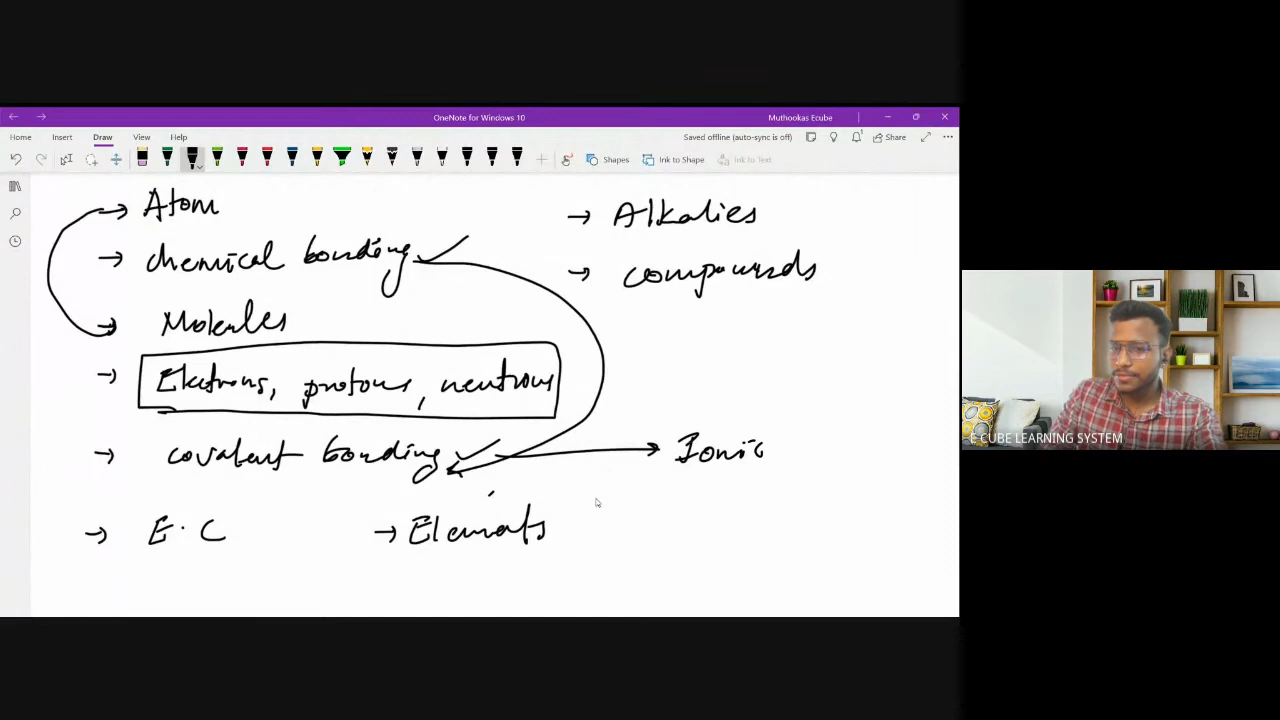 OneNote for Windows 10
Muthookas Ecube
Home Insert Draw View Help
Saved offline (auto-sync is off)
Share
Shapes
Ink to Shape
Ink to Text
→ Atom
→ chemical bonding ✓
→ Molecules
→ Electrons, protons, neutrons
→ covalent bonding ✓ → Ionic
→ E.C → Elements
→ Alkalies
→ compounds
E CUBE LEARNING SYSTEM